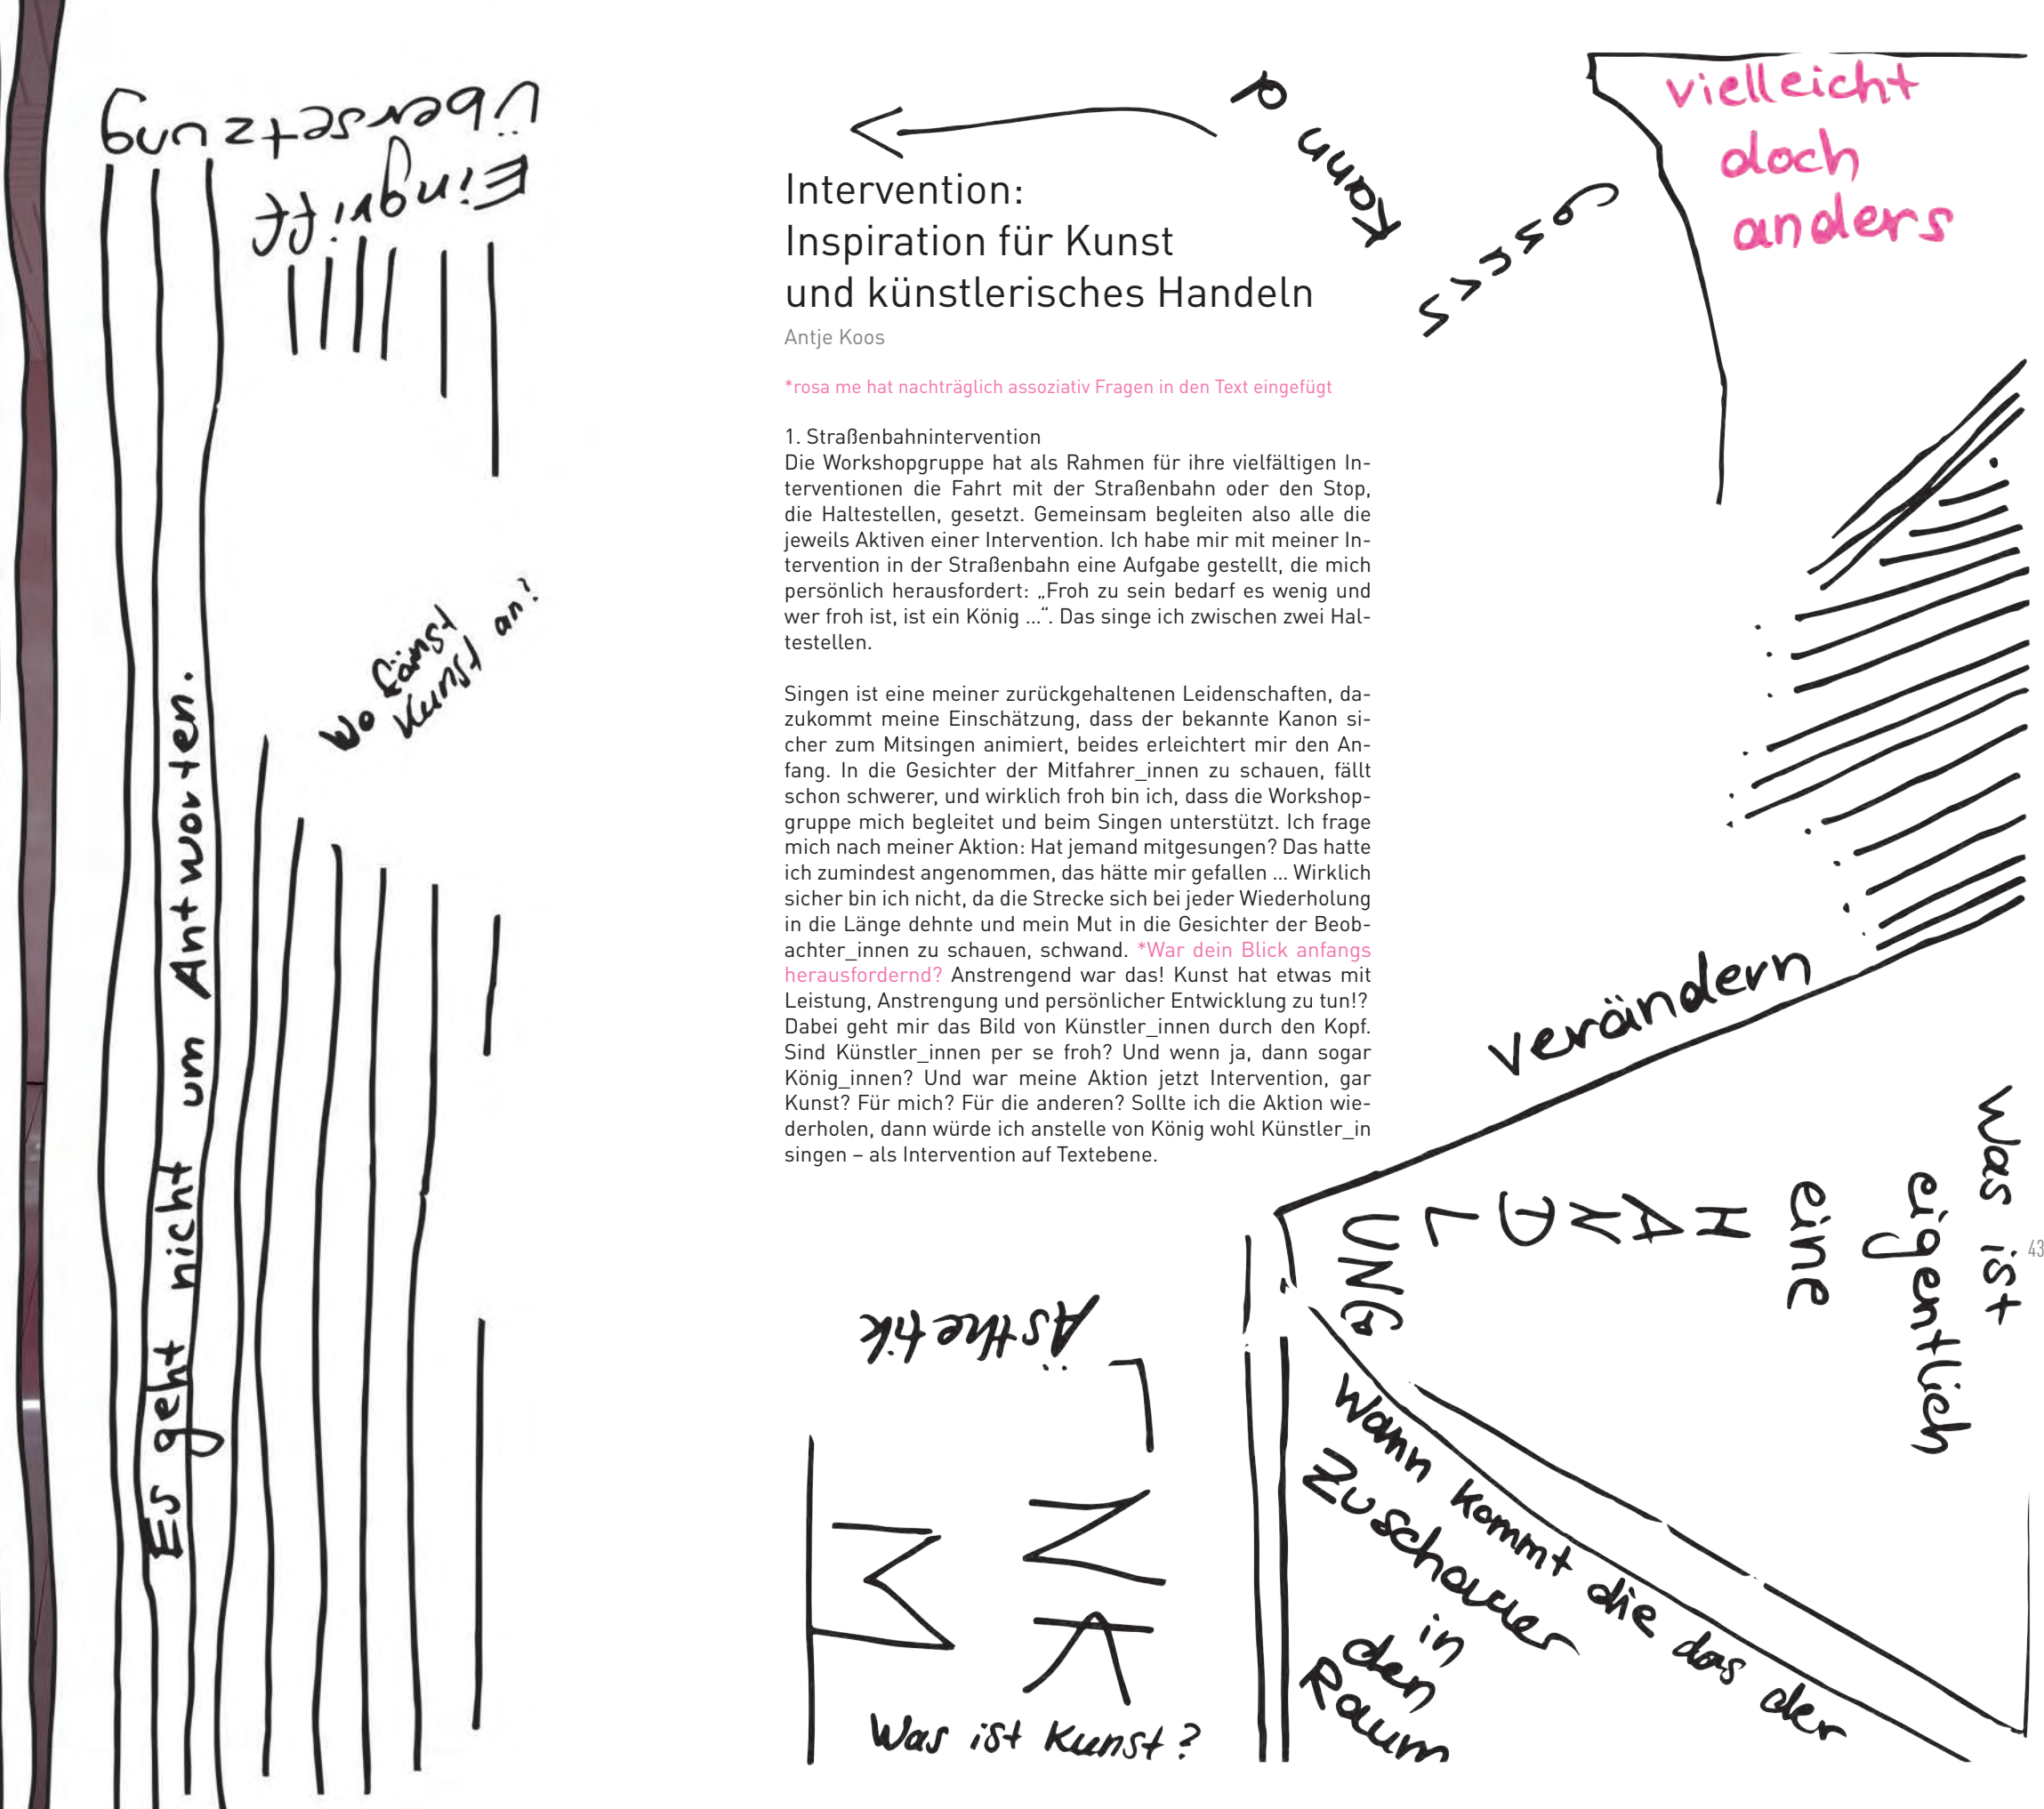 Übersetzung
Eingriff
Es geht nicht um Antworten.
Wo fängt
Kunst an?
Kann
vielleicht
doch
anders
Intervention:
Inspiration für Kunst
und künstlerisches Handeln
Antje Koos
*rosa me hat nachträglich assoziativ Fragen in den Text eingefügt
1. Straßenbahnintervention
Die Workshopgruppe hat als Rahmen für ihre vielfältigen In-
terventionen die Fahrt mit der Straßenbahn oder den Stop,
die Haltestellen, gesetzt. Gemeinsam begleiten also alle die
jeweils Aktiven einer Intervention. Ich habe mir mit meiner In-
tervention in der Straßenbahn eine Aufgabe gestellt, die mich
persönlich herausfordert: „Froh zu sein bedarf es wenig und
wer froh ist, ist ein König ...“. Das singe ich zwischen zwei Hal-
testellen.
Singen ist eine meiner zurückgehaltenen Leidenschaften, da-
zukommt meine Einschätzung, dass der bekannte Kanon si-
cher zum Mitsingen animiert, beides erleichtert mir den An-
fang. In die Gesichter der Mitfahrer_innen zu schauen, fällt
schon schwerer, und wirklich froh bin ich, dass die Workshop-
gruppe mich begleitet und beim Singen unterstützt. Ich frage
mich nach meiner Aktion: Hat jemand mitgesungen? Das hatte
ich zumindest angenommen, das hätte mir gefallen ... Wirklich
sicher bin ich nicht, da die Strecke sich bei jeder Wiederholung
in die Länge dehnte und mein Mut in die Gesichter der Beob-
achter_innen zu schauen, schwand. *War dein Blick anfangs
herausfordernd? Anstrengend war das! Kunst hat etwas mit
Leistung, Anstrengung und persönlicher Entwicklung zu tun!?
Dabei geht mir das Bild von Künstler_innen durch den Kopf.
Sind Künstler_innen per se froh? Und wenn ja, dann sogar
König_innen? Und war meine Aktion jetzt Intervention, gar
Kunst? Für mich? Für die anderen? Sollte ich die Aktion wie-
derholen, dann würde ich anstelle von König wohl Künstler_in
singen – als Intervention auf Textebene.
verändern
was ist
eigentlich
eine
HANDL
UNG
43
Ästhetik
Was ist Kunst?
Wann kommt die das der
Zuschauer
in
den
Raum